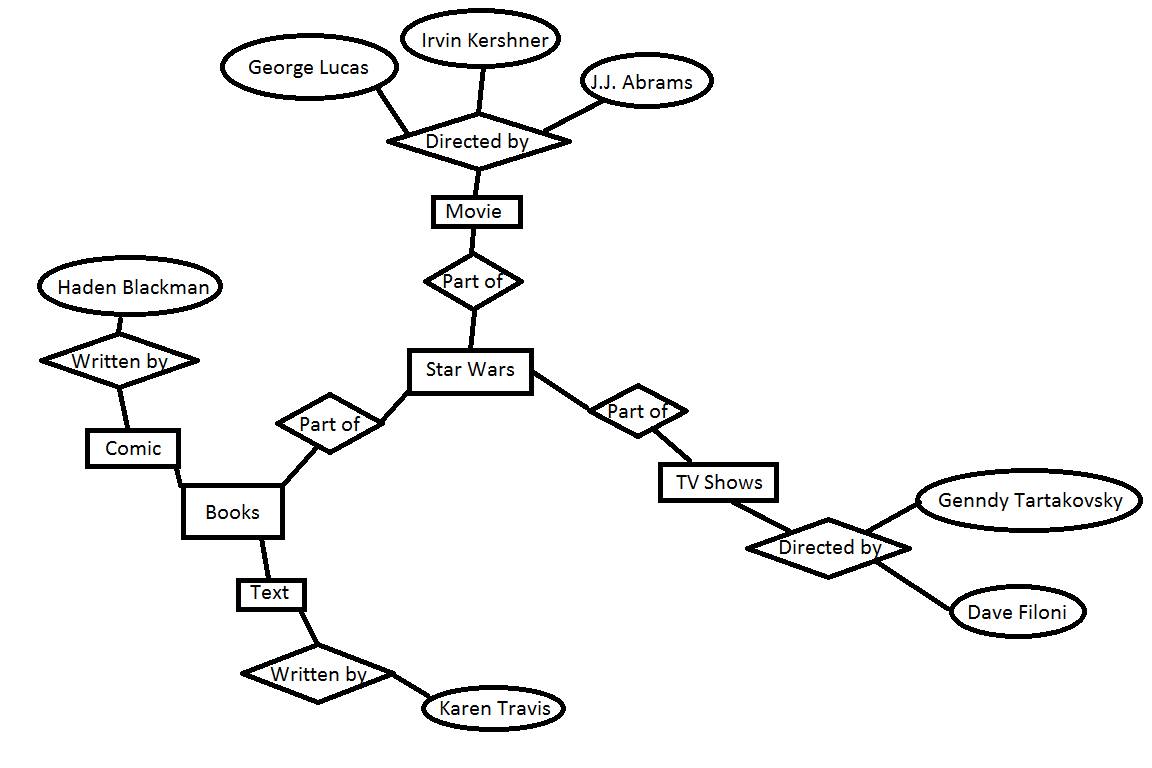 Irvin Kershner
George Lucas
J.J. Abrams
Directed by
Movie
Part of
Haden Blackman
Written by
Star Wars
Part of
Part of
Comic
TV Shows
Books
Genndy Tartakovsky
Directed by
Text
Dave Filoni
Written by
Karen Travis